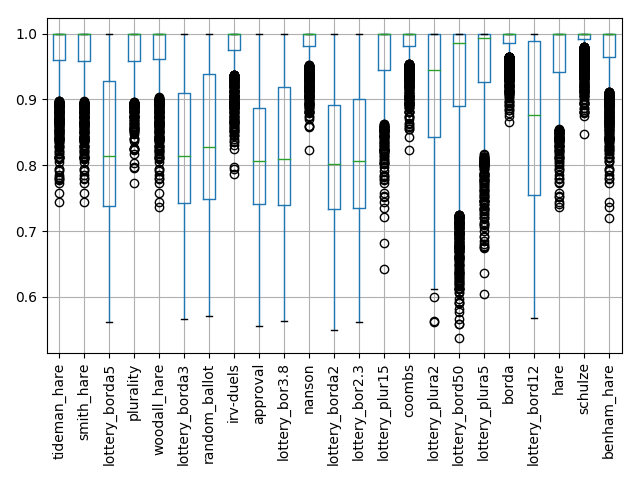 1.0
0.9
0.8
0.7
0.6
tideman_hare
smith_hare
lottery_borda5
plurality
woodall_hare
lottery_borda3
random_ballot
irv-duels
approval
lottery_bor3.8
nanson
lottery_borda2
lottery_bor2.3
lottery_plur15
coombs
lottery_plura2
lottery_bord50
lottery_plura5
borda
lottery_bord12
hare
schulze
benham_hare